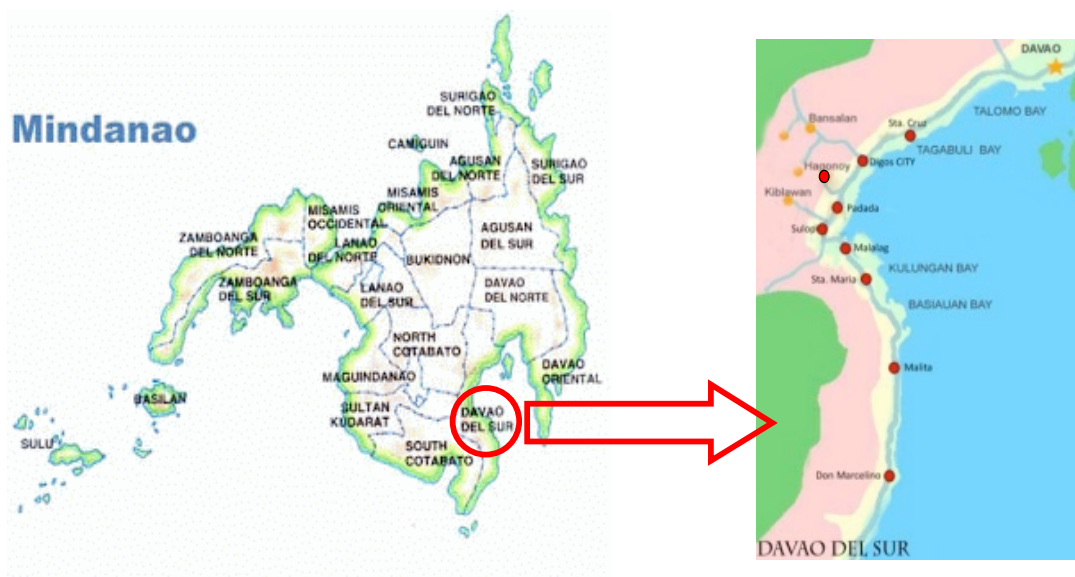 Mindanao
SURIGAO
DEL NORTE
CAMIGUIN
AGUSAN
DEL NORTE
SURIGAO
DEL SUR
MISAMIS
ORIENTAL
MISAMIS
OCCIDENTAL
ZAMBOANGA
DEL NORTE
LANAO
DEL NORTE
BUKIDNON
AGUSAN
DEL SUR
ZAMBOANGA
DEL SUR
LANAO
DEL SUR
DAVAO
DEL NORTE
NORTH
COTABATO
MAGUINDANAO
DAVAO
ORIENTAL
BASILAN
SULTAN
KUDARAT
DAVAO
DEL SUR
SULU
SOUTH
COTABATO
DAVAO
TALOMO BAY
Bansalan
Sta. Cruz
TAGABULI BAY
Digos CITY
Hagonoy
Kiblawan
Padada
Sulop
Malalag
KULUNGAN BAY
Sta. Maria
BASIAUAN BAY
Malita
Don Marcelino
DAVAO DEL SUR